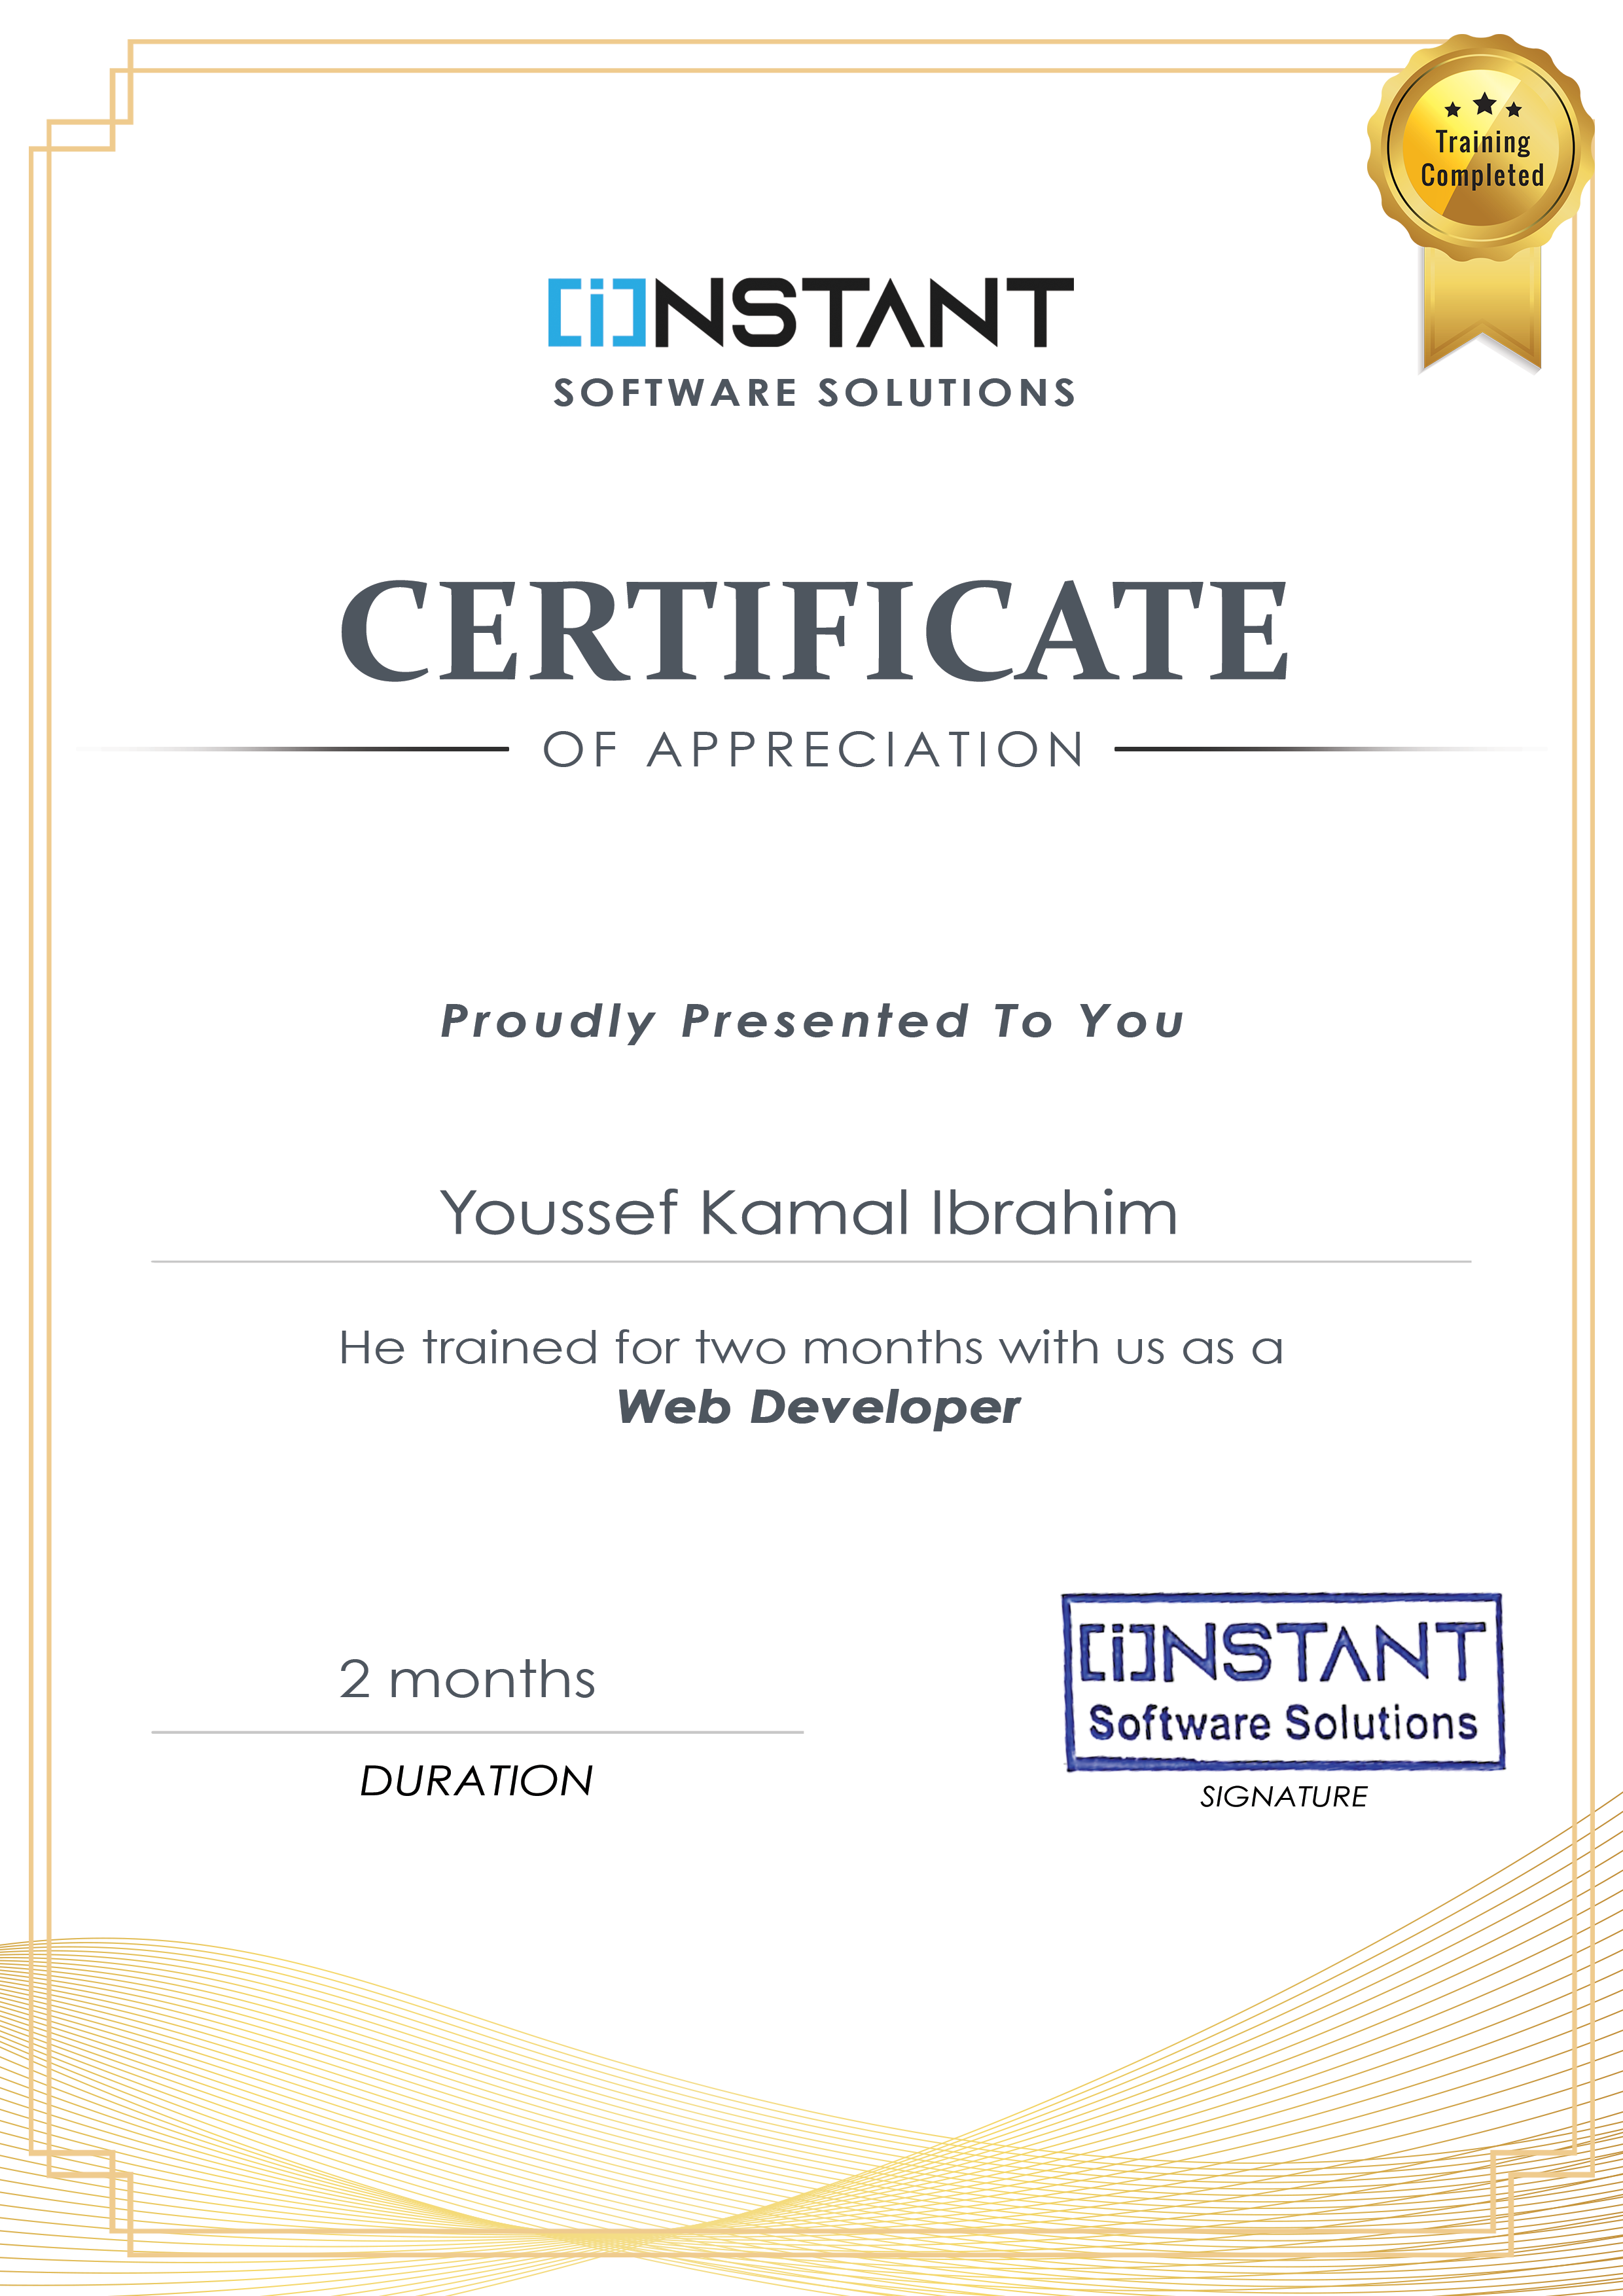 Training
Completed
[i]NSTANT
SOFTWARE SOLUTIONS
CERTIFICATE
OF APPRECIATION
Proudly Presented To You
Youssef Kamal Ibrahim
He trained for two months with us as a
Web Developer
2 months
DURATION
[i]NSTANT
Software Solutions
SIGNATURE